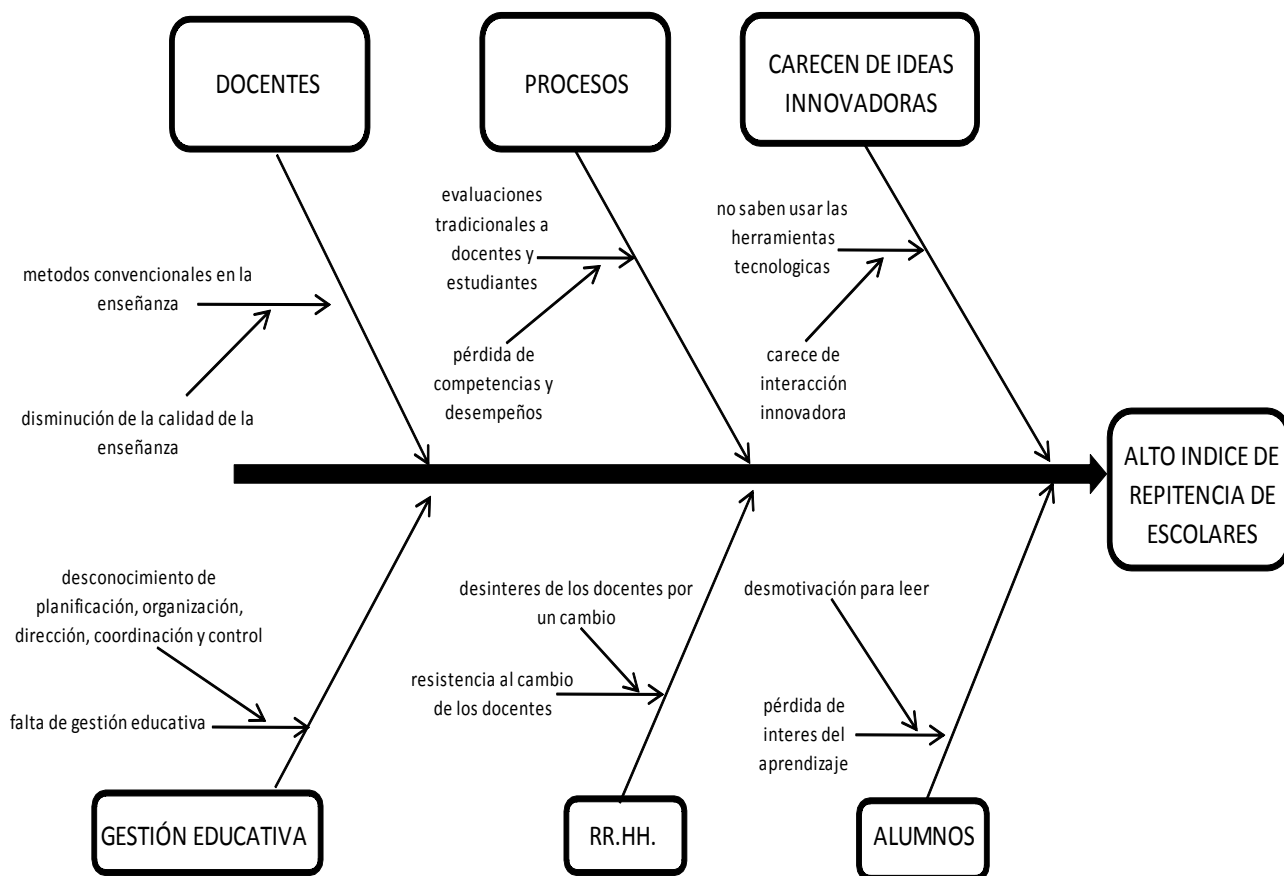 DOCENTES
PROCESOS
CARECEN DE IDEAS
INNOVADORAS
metodos convencionales en la
enseñanza
disminución de la calidad de la
enseñanza
evaluaciones
tradicionales a
docentes y
estudiantes
pérdida de
competencias y
desempeños
no saben usar las
herramientas
tecnologicas
carece de
interacción
innovadora
ALTO INDICE DE
REPITENCIA DE
ESCOLARES
desconocimiento de
planificación, organización,
dirección, coordinación y control
falta de gestión educativa
desinteres de los docentes por
un cambio
resistencia al cambio
de los docentes
desmotivación para leer
pérdida de
interes del
aprendizaje
GESTIÓN EDUCATIVA
RR.HH.
ALUMNOS